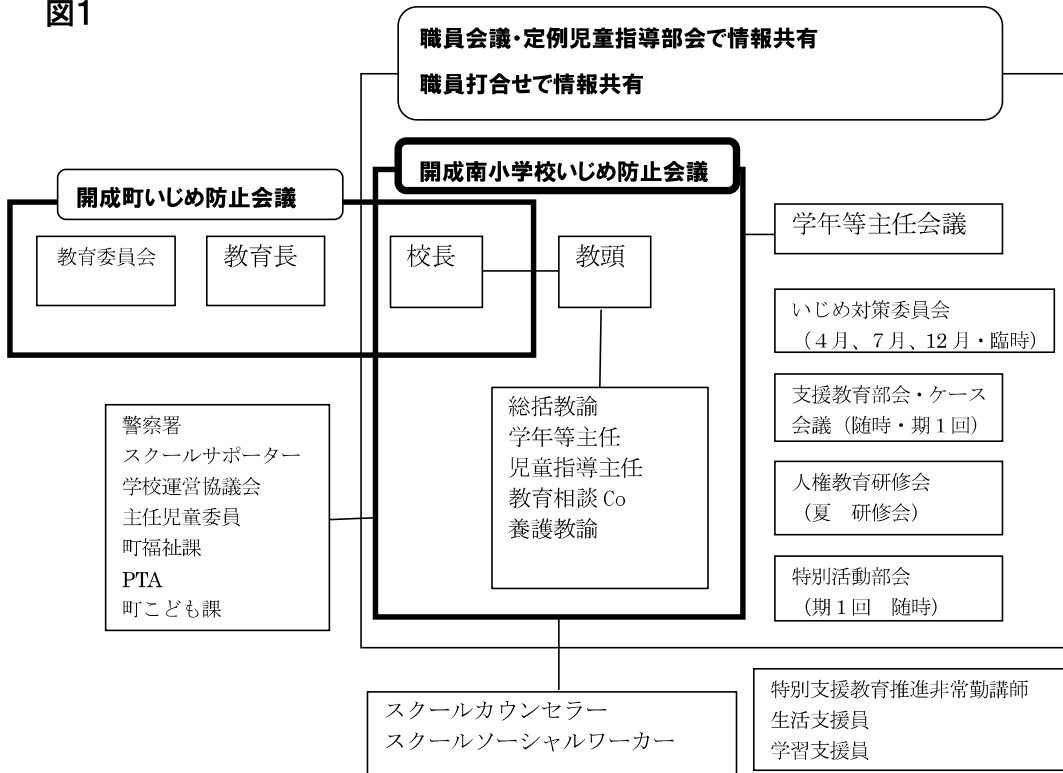 図1
職員会議・定例児童指導部会で情報共有
職員打合せで情報共有
開成南小学校いじめ防止会議
開成町いじめ防止会議
教育委員会
教育長
校長
教頭
学年等主任会議
いじめ対策委員会
（４月、７月、12 月・臨時）
支援教育部会・ケース
会議（随時・期１回）
人権教育研修会
（夏　研修会）
特別活動部会
（期１回　随時）
総括教諭
学年等主任
児童指導主任
教育相談 Co
養護教諭
警察署
スクールサポーター
学校運営協議会
主任児童委員
町福祉課
PTA
町こども課
スクールカウンセラー
スクールソーシャルワーカー
特別支援教育推進非常勤講師
生活支援員
学習支援員